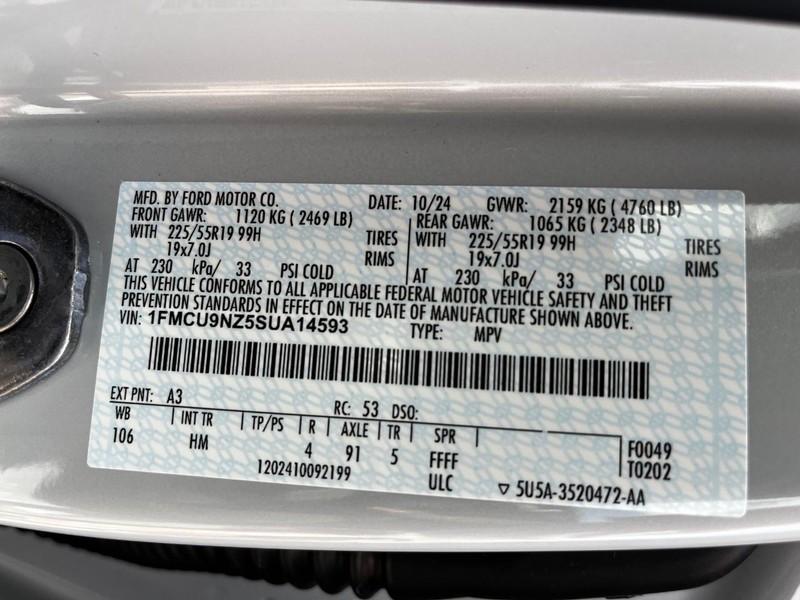 MFD. BY FORD MOTOR CO. DATE: 10/24 GVWR: 2159 KG ( 4760 LB)
FRONT GAWR: 1120 KG ( 2469 LB) REAR GAWR: 1065 KG ( 2348 LB)
WITH 225/55R19 99H TIRES WITH 225/55R19 99H TIRES
19x7.0J RIMS 19x7.0J RIMS
AT 230 kPa/ 33 PSI COLD AT 230 kPa/ 33 PSI COLD
THIS VEHICLE CONFORMS TO ALL APPLICABLE FEDERAL MOTOR VEHICLE SAFETY AND THEFT
PREVENTION STANDARDS IN EFFECT ON THE DATE OF MANUFACTURE SHOWN ABOVE.
VIN: 1FMCU9NZ5SUA14593 TYPE: MPV
EXT PNT: A3 RC: 53 DSO:
WB INT TR TP/PS R AXLE TR SPR F0049
106 HM 4 91 5 FFFF T0202
1202410092199 ULC ▽ 5U5A-3520472-AA